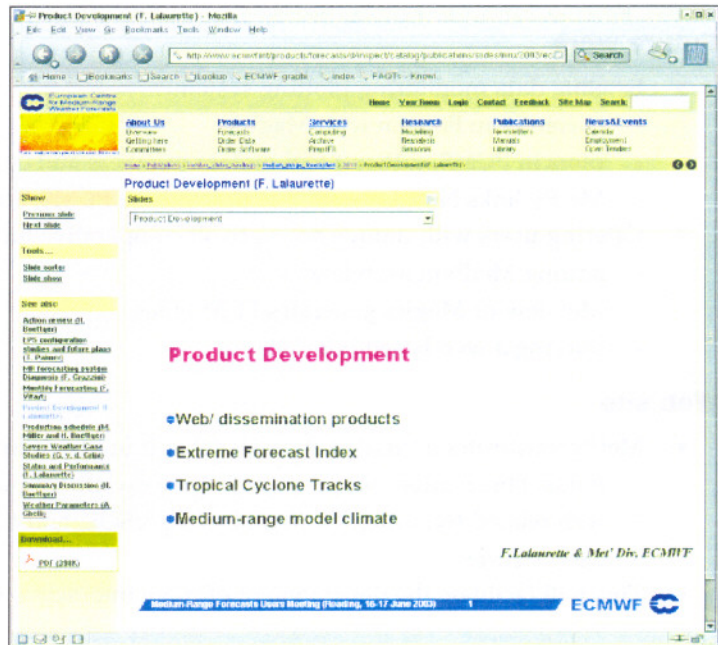 Product Development (F. Lalaurette) - Mozilla
File Edit View Go Bookmarks Tools Window Help
Search
Home Bookmarks Search Lookup ECMWF graphs Index
European Centre
for Medium-Range
Weather Forecasts
Home Your Room Login Contact Feedback Site Map Search:
About Us Products Services Research Publications News&Events
Overview Forecasts Computing Modelling Newsletters Calendar
Getting here Order Data Archive Reanalysis Manuals Employment
Committees Order Software PrepIFS Seasonal Library Open Tenders
Product Development (F. Lalaurette)
Show
Slides
Previous slide
Next slide
Product Development
Tools...
Slide sorter
Slide show
See also
Action review (H.
Boettger)
EPS configuration
studies and future plans
(T. Palmer)
MR forecasting system
Diagnosis (F. Grazzini)
Monthly Forecasting (F.
Vitart)
Product Development (F.
Lalaurette)
Production schedule (M.
Miller and H. Boettger)
Severe Weather Case
Studies (G. v. d.
Status and Performance
(F. Lalaurette)
Summary Discussion (H.
Boettger)
Weather Parameters (A.
Ghelli)
Download...
PDF
Product Development
Web/ dissemination products
Extreme Forecast Index
Tropical Cyclone Tracks
Medium-range model climate
F.Lalaurette & Met' Div, ECMWF
Medium-Range Forecasts Users Meeting (Reading, 16-17 June 2003) 1
ECMWF